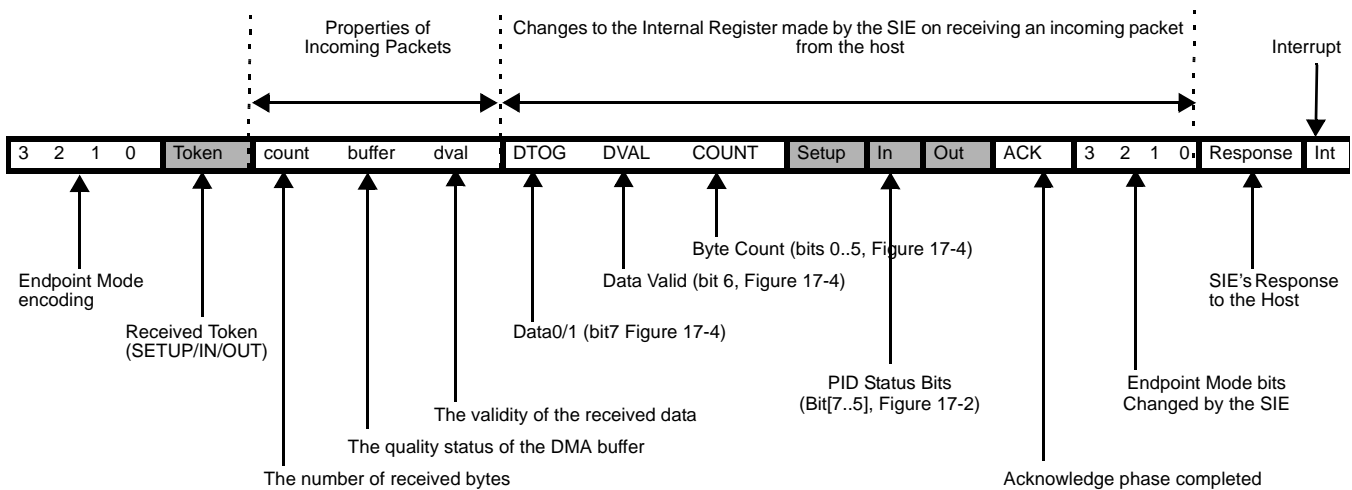 Properties of
Incoming Packets
Changes to the Internal Register made by the SIE on receiving an incoming packet
from the host
Interrupt
3 2 1 0 Token count buffer dval DTOG DVAL COUNT Setup In Out ACK 3 2 1 0 Response Int
Byte Count (bits 0..5, Figure 17-4)
Endpoint Mode
encoding
Data Valid (bit 6, Figure 17-4)
SIE's Response
to the Host
Received Token
(SETUP/IN/OUT)
Data0/1 (bit7 Figure 17-4)
PID Status Bits
(Bit[7..5], Figure 17-2)
Endpoint Mode bits
Changed by the SIE
The validity of the received data
The quality status of the DMA buffer
The number of received bytes
Acknowledge phase completed